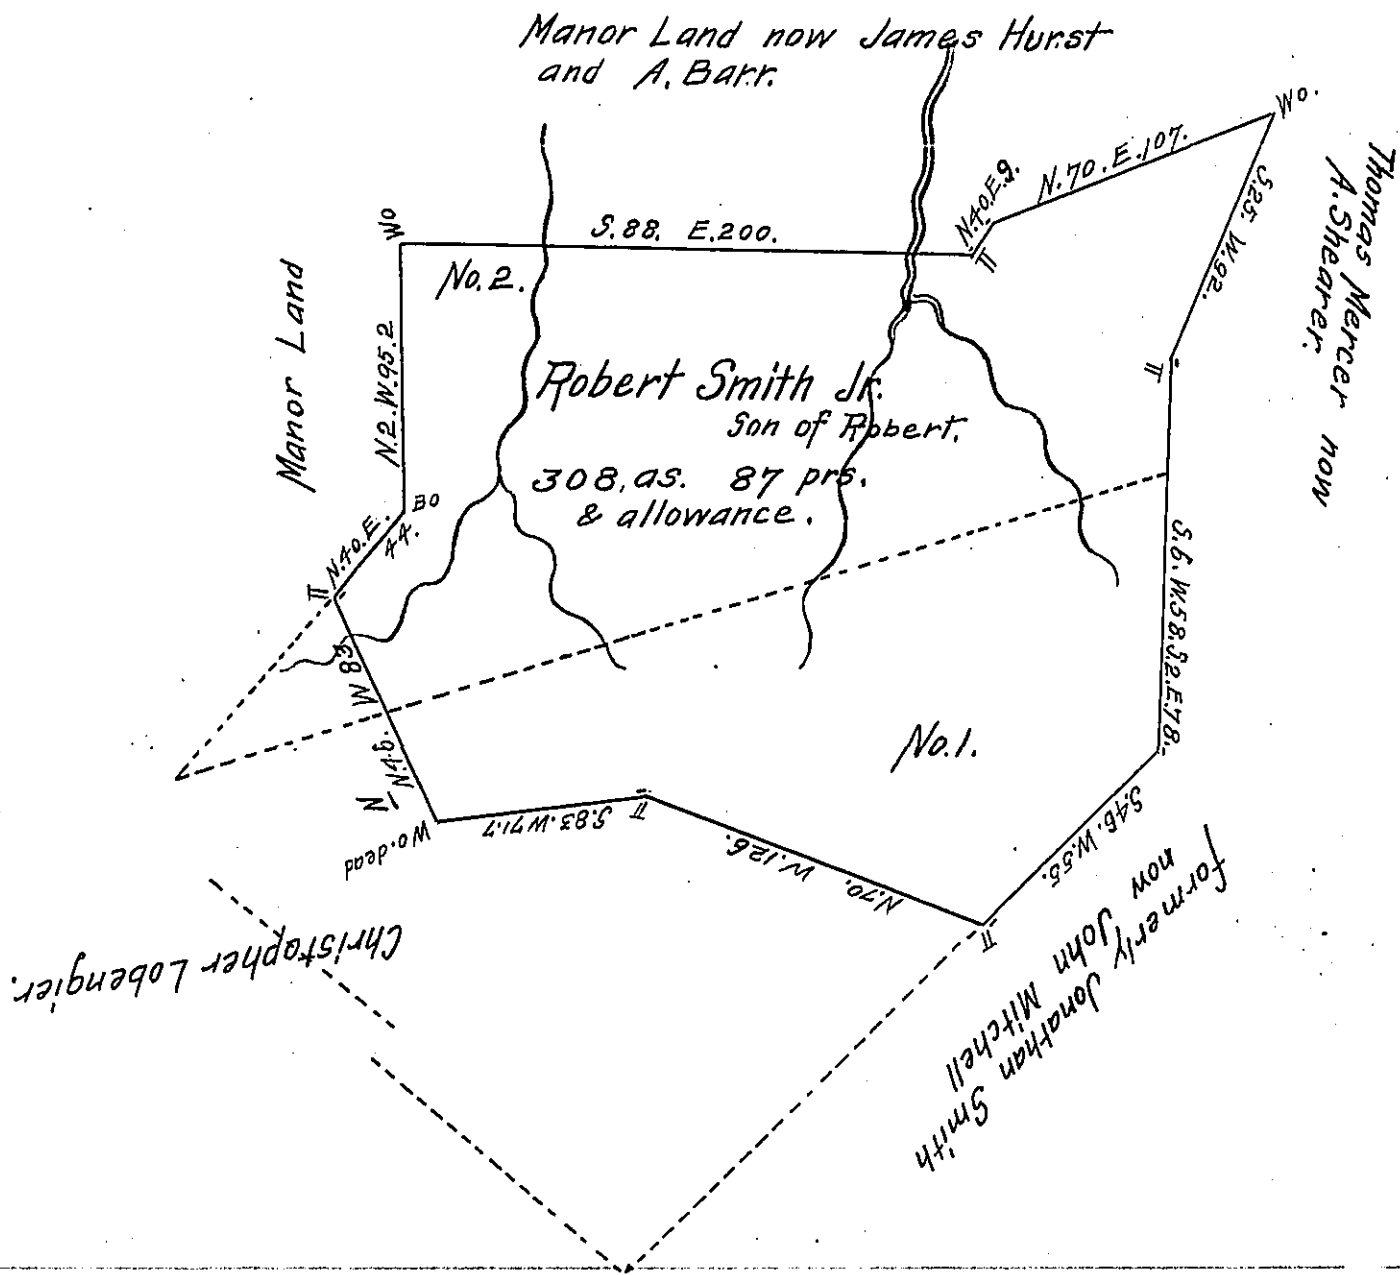 Manor Land now James Hurst
and A. Barr.
Wo.
N.70.E.107.
N.40.E.9.
Thomas Mercer now
A. Shearer.
S.25.W.92.
Wo
S.88. E.200.
No.2.
Manor Land
N.2.W.95.2
Robert Smith Jr.
Son of Robert.
308.as. 87 prs.
& allowance.
Bo
N.40.E.
44.
S.6.W.58.S.2.E.78.
No.1.
N.46. W 83
N
Wo.dead
S.83.W71.7
N.70. W.126.
S.46.W.55.
Christopher Lobengier.
formerly Jonathan Smith
now John Mitchell